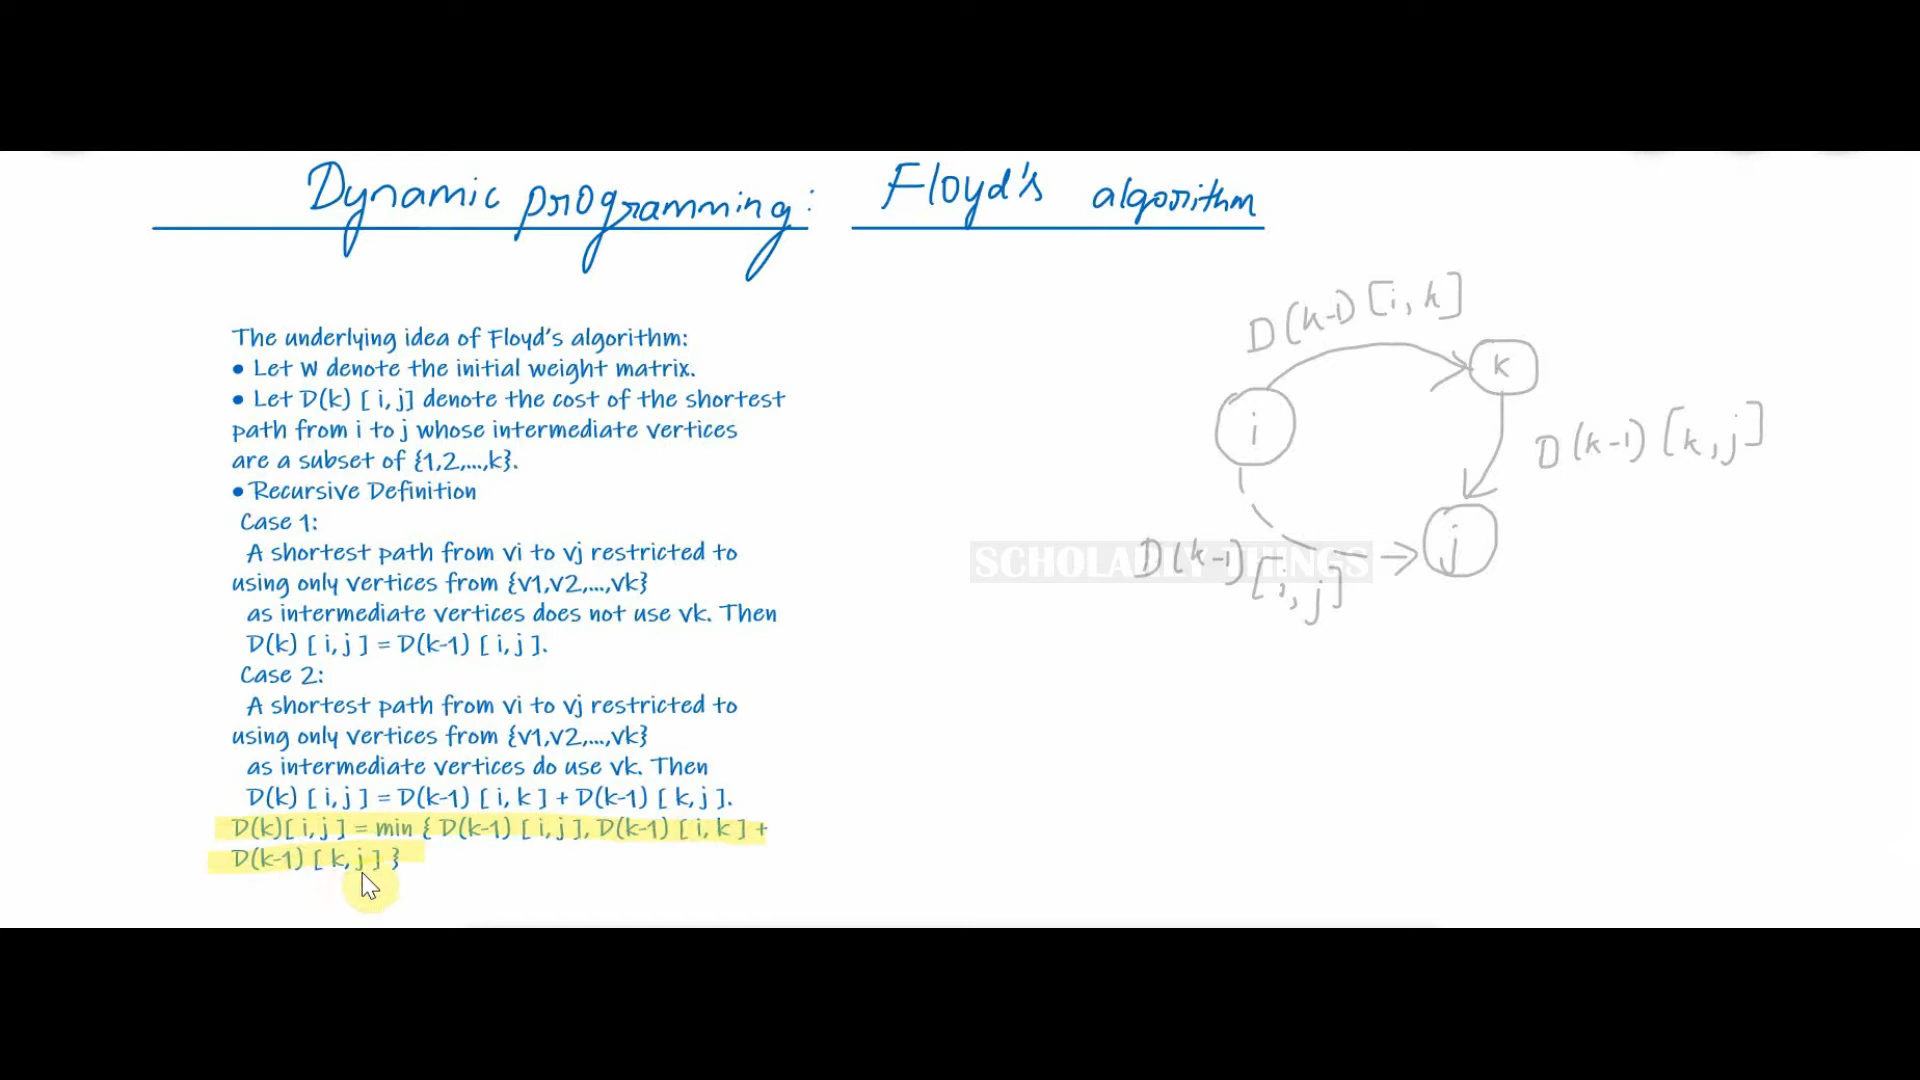 Dynamic programming: Floyd's algorithm
The underlying idea of Floyd's algorithm:
• Let W denote the initial weight matrix.
• Let D(k) [ i, j] denote the cost of the shortest
path from i to j whose intermediate vertices
are a subset of {1,2,...,k}.
• Recursive Definition
Case 1:
A shortest path from vi to vj restricted to
using only vertices from {v1,v2,...,vk}
as intermediate vertices does not use vk. Then
D(k) [ i, j ] = D(k-1) [ i, j ].
Case 2:
A shortest path from vi to vj restricted to
using only vertices from {v1,v2,...,vk}
as intermediate vertices do use vk. Then
D(k) [ i, j ] = D(k-1) [ i, k ] + D(k-1) [ k, j ].
D(k)[ i, j ] = min { D(k-1) [ i, j ], D(k-1) [ i, k ] +
D(k-1) [ k, j ] }
D(k-1) [i, k]
k
i
D(k-1) [k, j]
j
SCHOLARLY THINGS
D(k-1) [i, j]